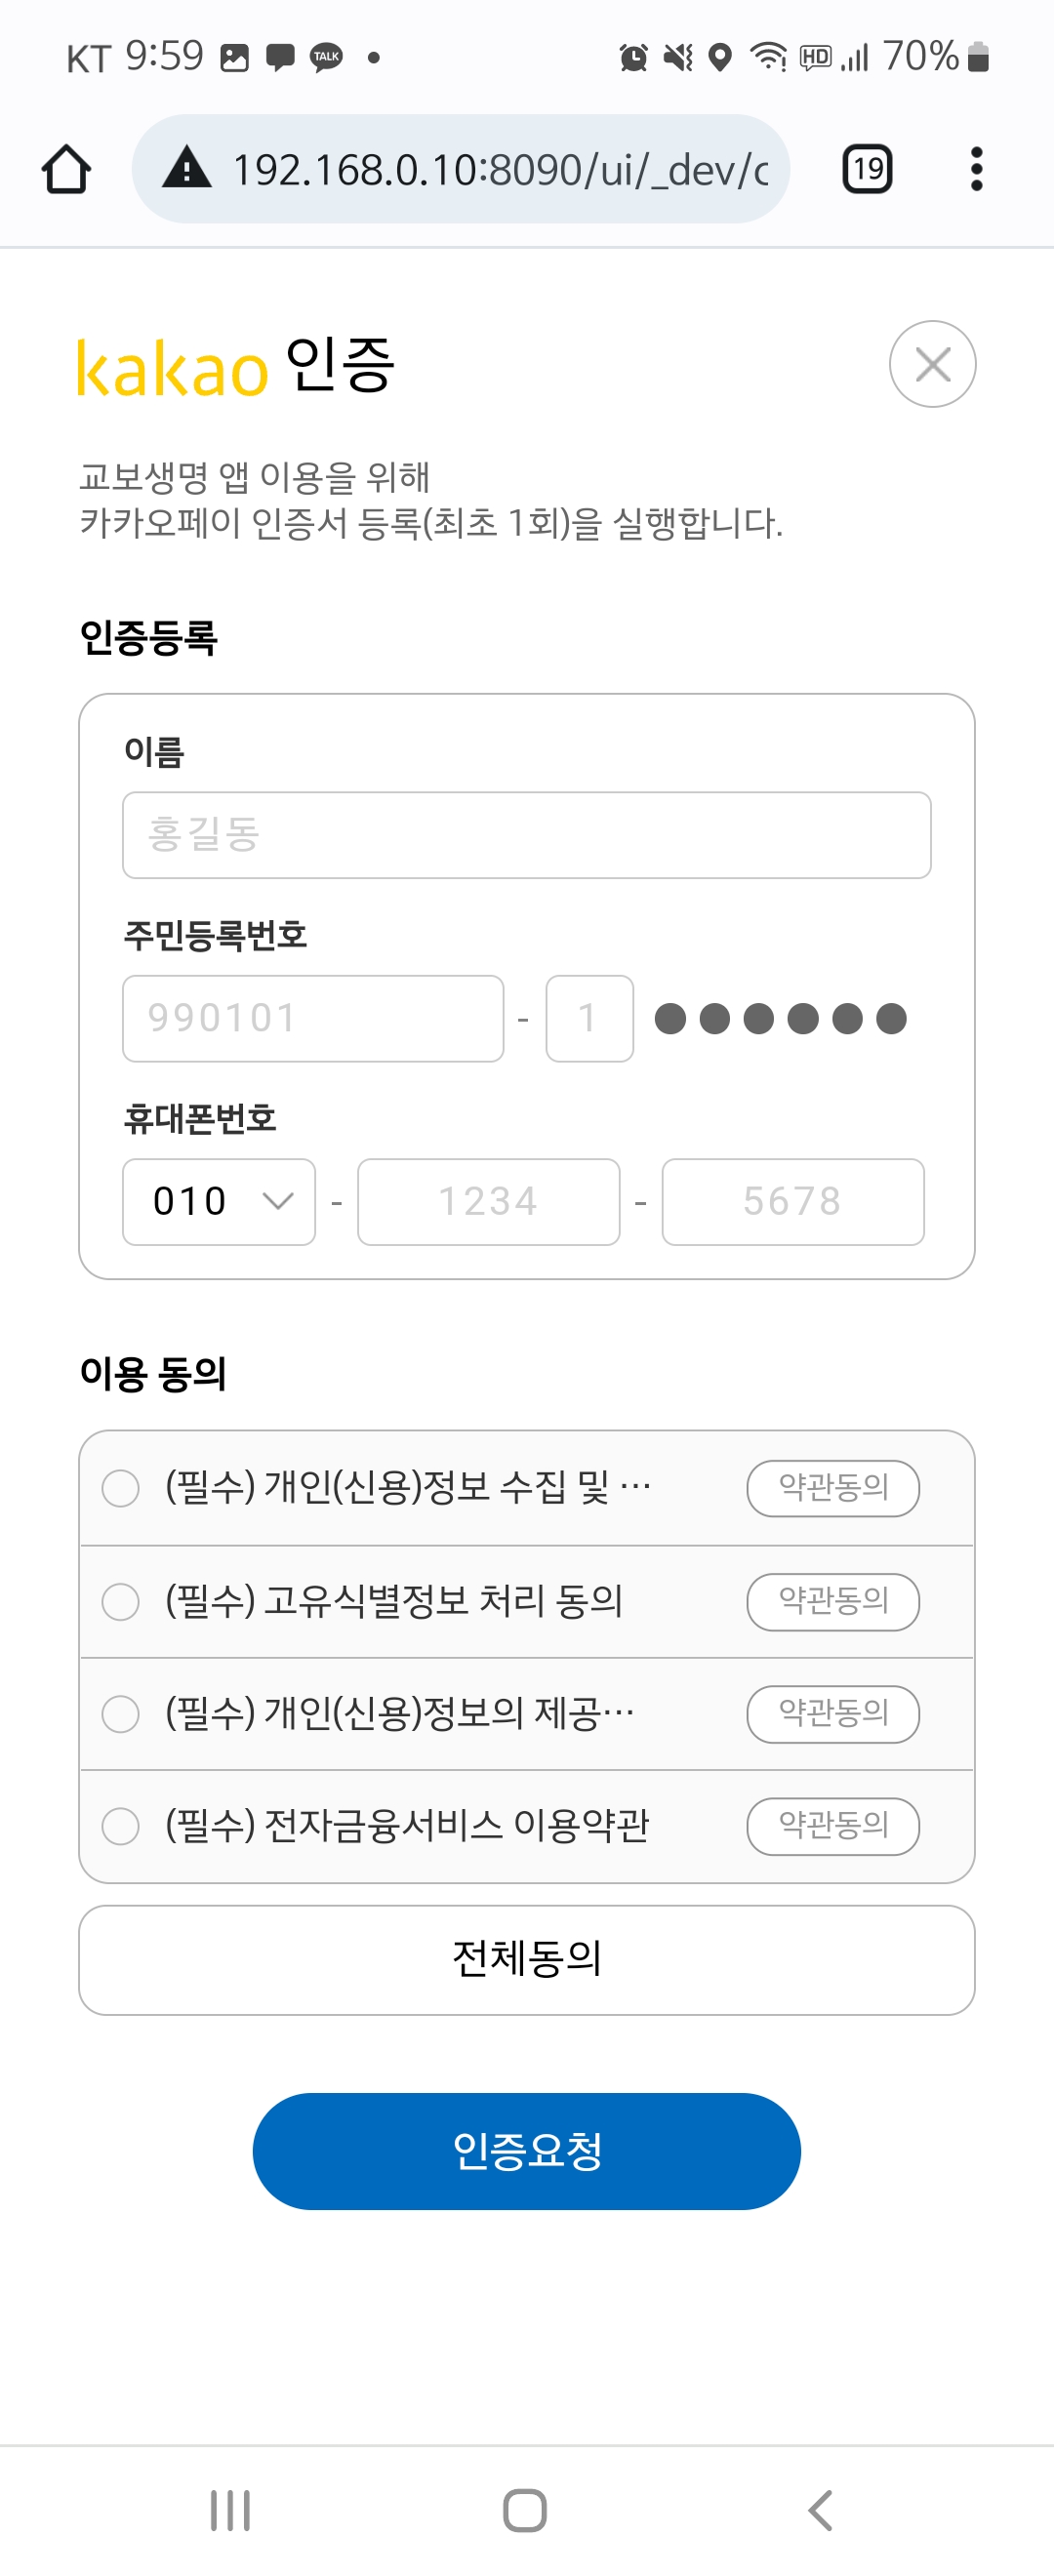 KT 9:59 TALK HD 70%
192.168.0.10:8090/ui/_dev/c
19
kakao 인증
교보생명 앱 이용을 위해
카카오페이 인증서 등록(최초 1회)을 실행합니다.
인증등록
이름
홍길동
주민등록번호
990101 - 1 ●●●●●●
휴대폰번호
010 - 1234 - 5678
이용 동의
(필수) 개인(신용)정보 수집 및 … 약관동의
(필수) 고유식별정보 처리 동의 약관동의
(필수) 개인(신용)정보의 제공… 약관동의
(필수) 전자금융서비스 이용약관 약관동의
전체동의
인증요청